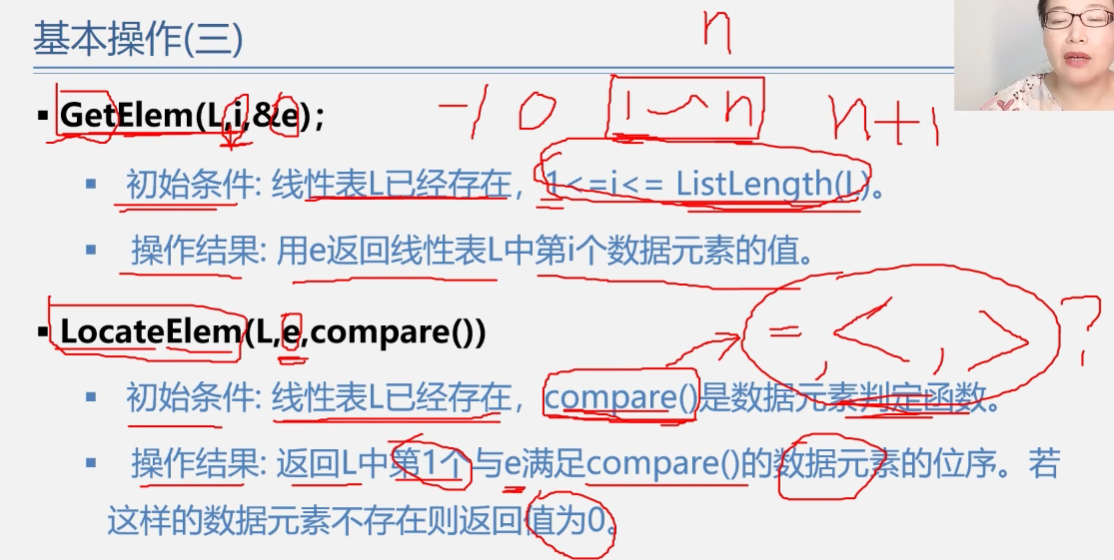 基本操作(三)
n
▪ GetElem(L,i,&e);
-1 0 1~n n+1
▪ 初始条件: 线性表L已经存在，1<=i<= ListLength(L)。
▪ 操作结果: 用e返回线性表L中第i个数据元素的值。
▪ LocateElem(L,e,compare())
= , < , > ?
▪ 初始条件: 线性表L已经存在，compare()是数据元素判定函数。
▪ 操作结果: 返回L中第1个与e满足compare()的数据元素的位序。若
这样的数据元素不存在则返回值为0。